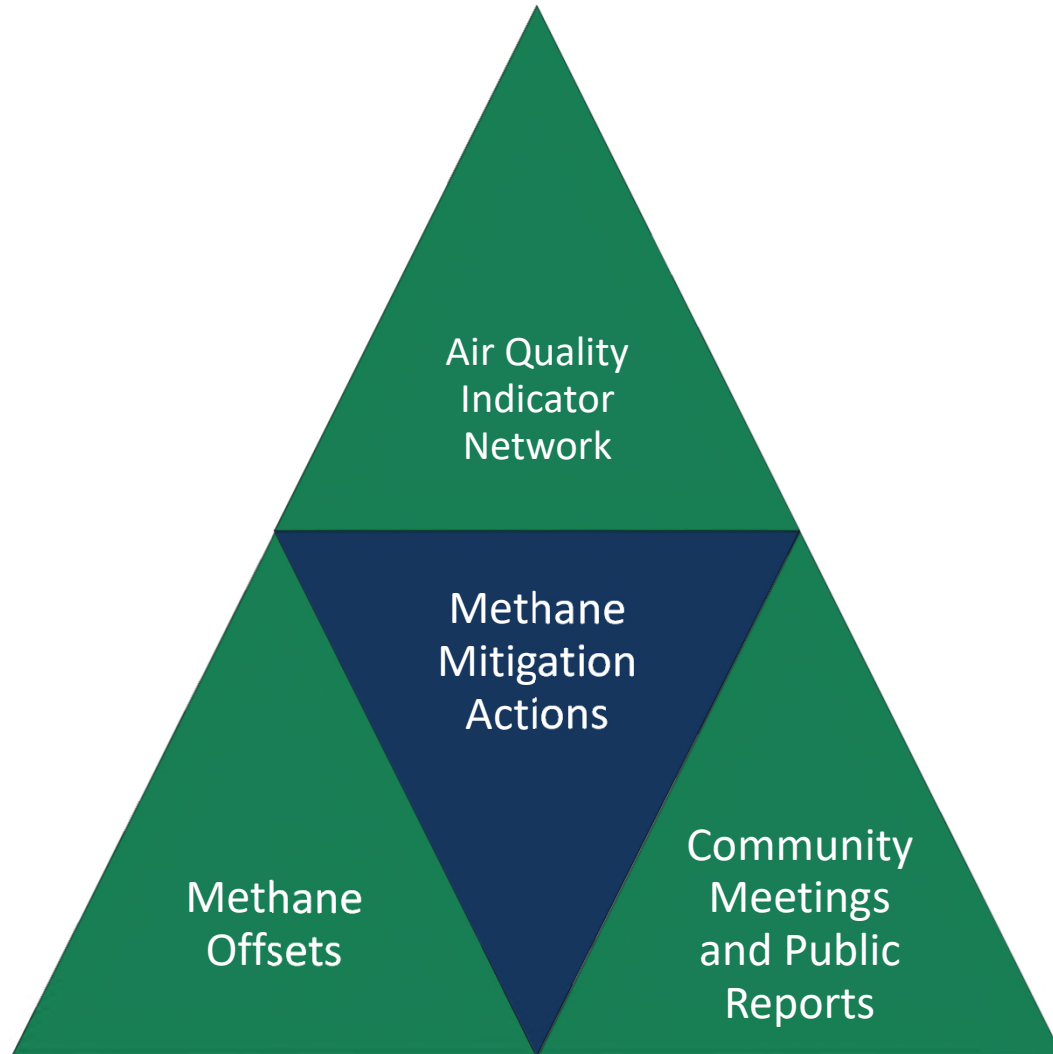 Air Quality
Indicator
Network
Methane
Mitigation
Actions
Methane
Offsets
Community
Meetings
and Public
Reports